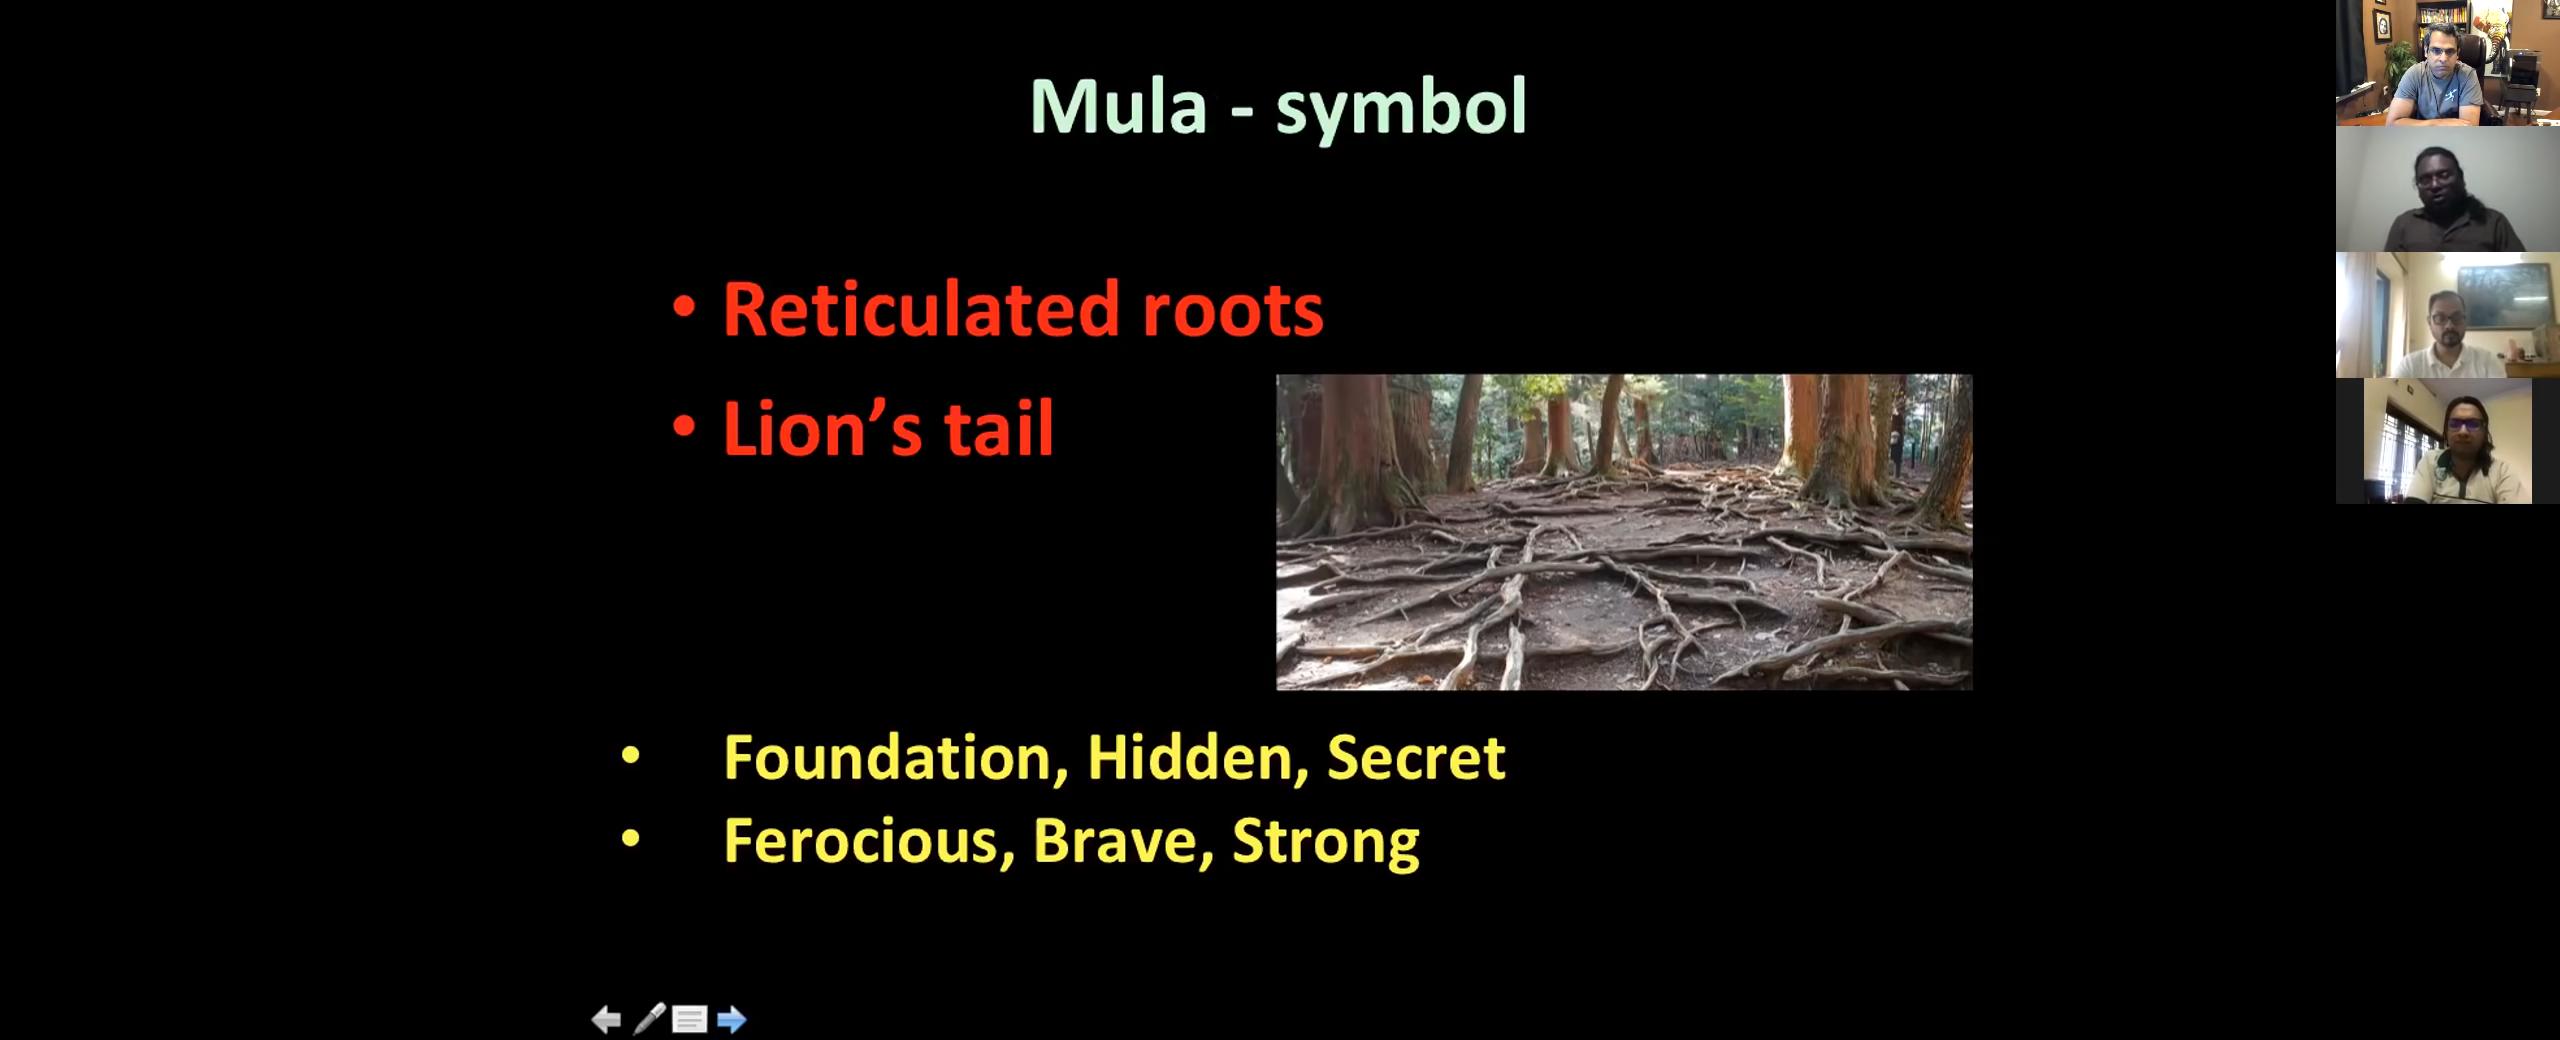 Mula - symbol
• Reticulated roots
• Lion’s tail
• Foundation, Hidden, Secret
• Ferocious, Brave, Strong